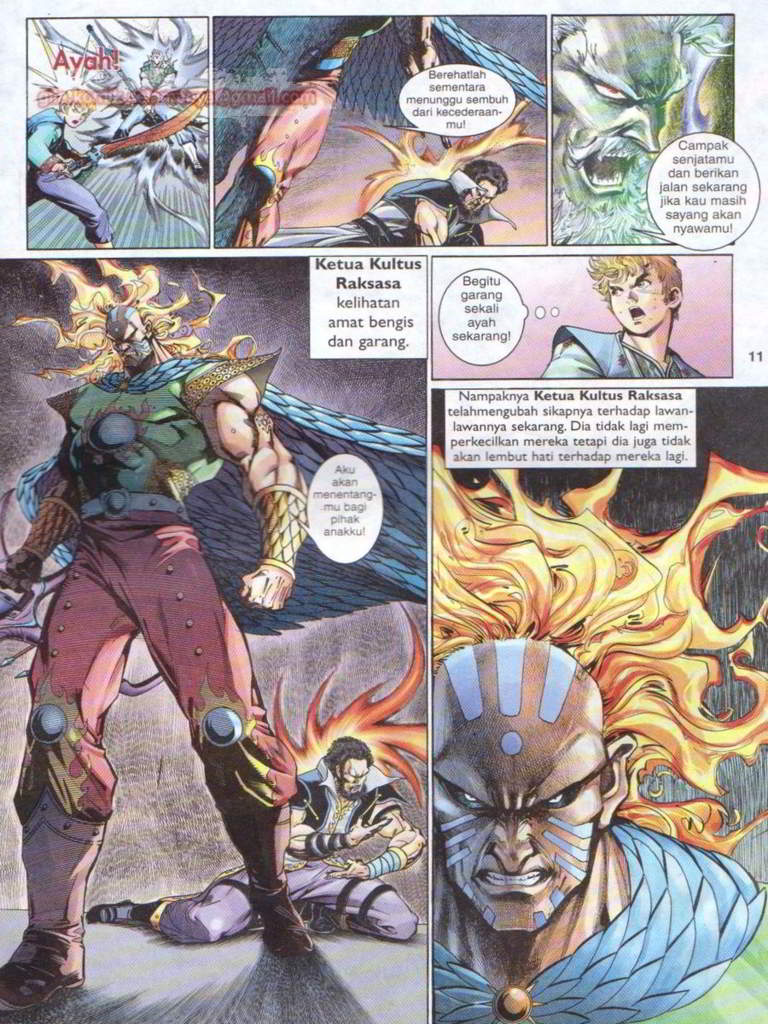 Ayah!
Berehatlah
sementara
menunggu sembuh
dari kecederaan-
mu!
Campak
senjatamu
dan berikan
jalan sekarang
jika kau masih
sayang akan
nyawamu!
Ketua Kultus
Raksasa
kelihatan
amat bengis
dan garang.
Begitu
garang
sekali
ayah
sekarang!
11
Nampaknya Ketua Kultus Raksasa
telahmengubah sikapnya terhadap lawan-
lawannya sekarang. Dia tidak lagi mem-
perkecilkan mereka tetapi dia juga tidak
akan lembut hati terhadap mereka lagi.
Aku
akan
menentang-
mu bagi
pihak
anakku!